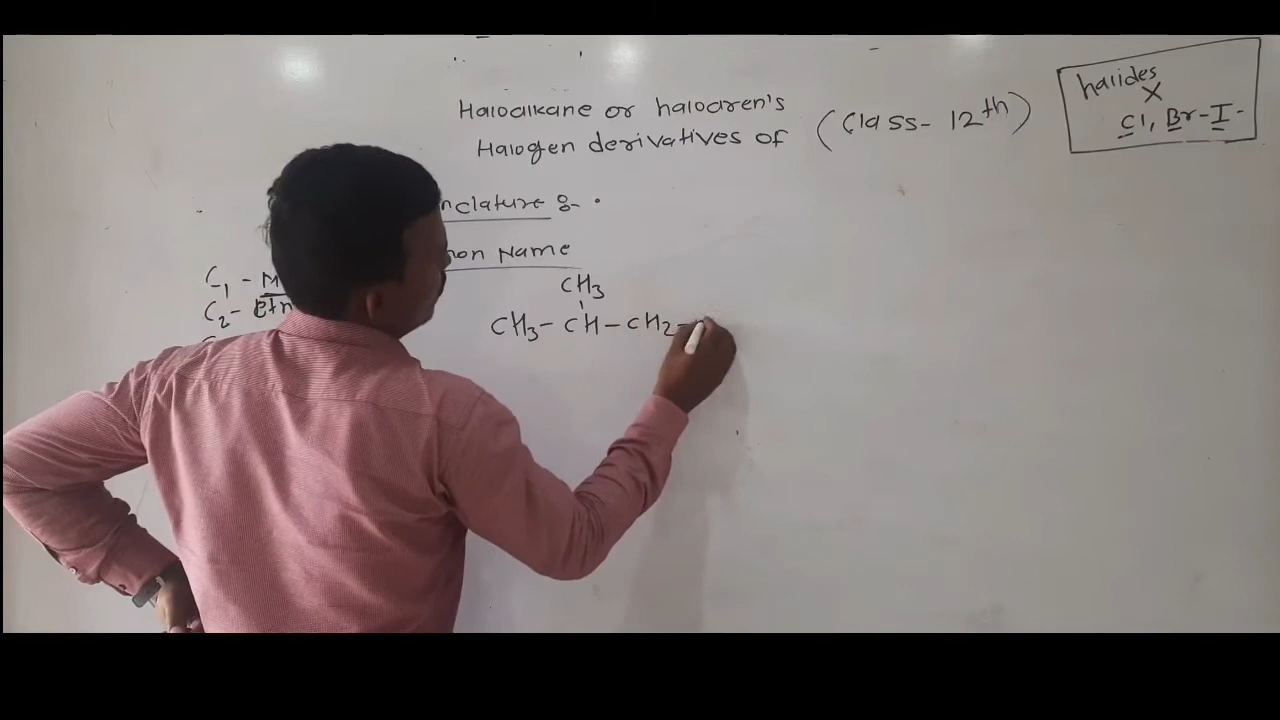 Haloalkane or haloaren's
Halogen derivatives of (Class- 12th)
halides
X
Cl, Br-I-
nclature :- .
mon Name
C1 - M
C2 - Eth
CH3
CH3 - CH - CH2 -